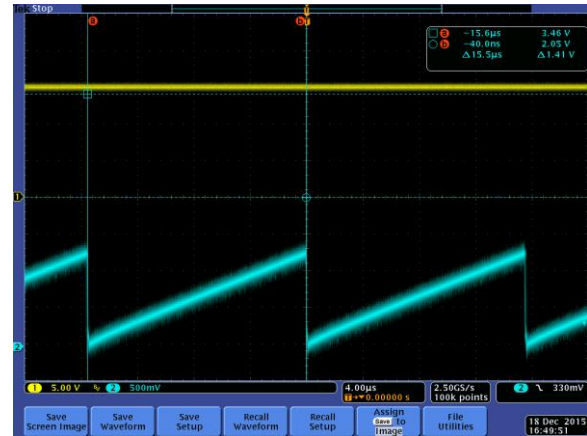 Tek Stop
a
b
T
a -15.6µs 3.46 V
b -40.0ns 2.05 V
Δ15.5µs Δ1.41 V
1
2
1 5.00 V 2 500mV
4.00µs
T→▼0.00000 s
2.50GS/s
100k points
2 330mV
Save Screen Image
Save Waveform
Save Setup
Recall Waveform
Recall Setup
Assign Save to Image
File Utilities
18 Dec 2015
16:49:51